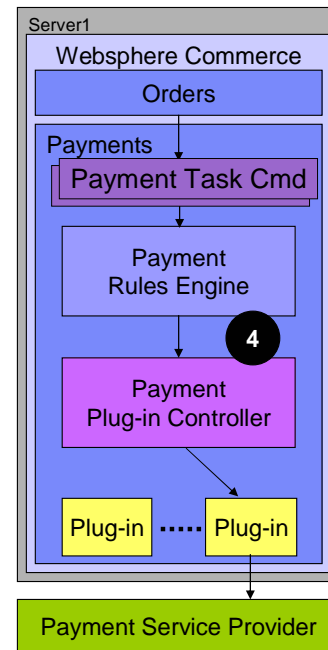 Server1
Websphere Commerce
Orders
Payments
Payment Task Cmd
Payment
Rules Engine
4
Payment
Plug-in Controller
Plug-in ..... Plug-in
Payment Service Provider